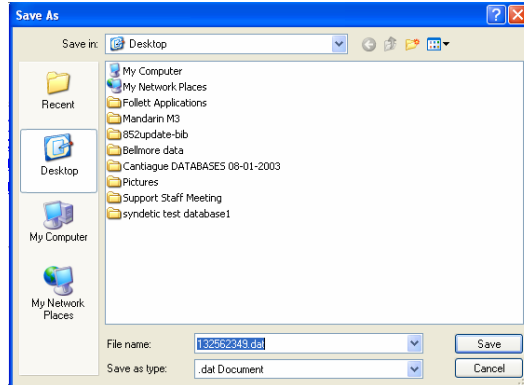 Save As
Save in: Desktop
My Computer
My Network Places
Follett Applications
Mandarin M3
852update-bib
Bellmore data
Cantiague DATABASES 08-01-2003
Pictures
Support Staff Meeting
syndetic test database1
Recent
Desktop
My Computer
My Network
Places
File name: 132562349.dat Save
Save as type: .dat Document Cancel